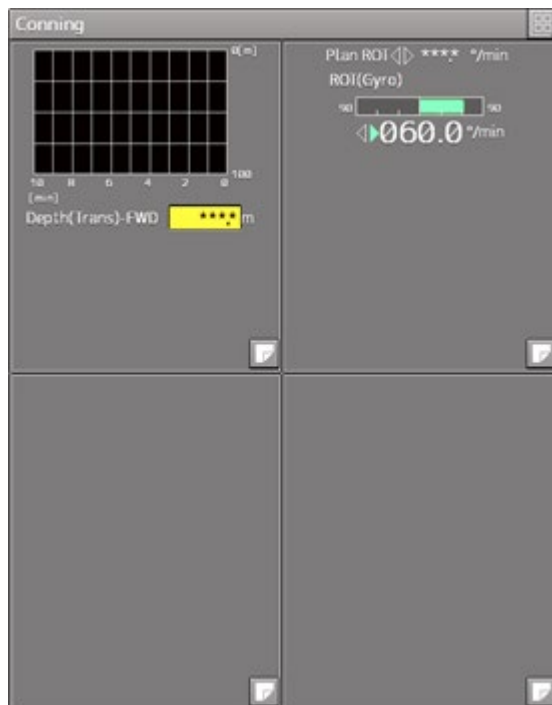 Conning
0[m]
100
10 8 6 4 2 0
[min]
Depth(Trans)-FWD ***.* m
Plan ROT ***.* °/min
ROT(Gyro)
90 90
060.0 °/min